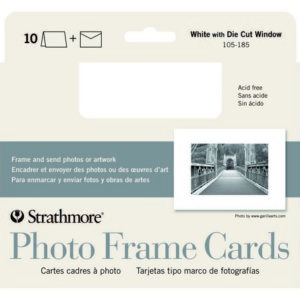 10 + White with Die Cut Window
105-185
Acid free
Sans acide
Sin ácido
Frame and send photos or artwork
Encadrer et envoyer des photos ou des œuvres d'art
Para enmarcar y enviar fotos y obras de artes
Photo by www.gerillaarts.com
Strathmore®
Photo Frame Cards
Cartes cadres à photo Tarjetas tipo marco de fotografías